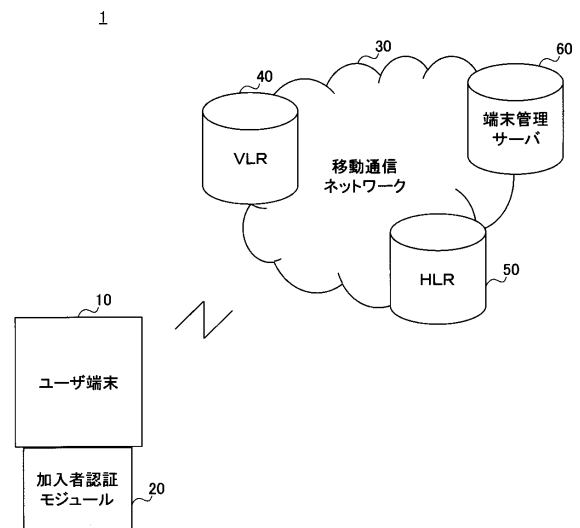 1
30
60
40
端末管理
サーバ
VLR
移動通信
ネットワーク
HLR
50
10
ユーザ端末
加入者認証
モジュール
20